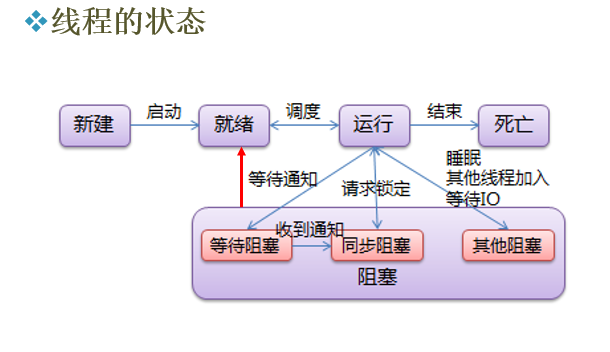 线程的状态
启动
调度
结束
新建
就绪
运行
死亡
睡眠
其他线程加入
等待IO
等待通知
请求锁定
收到通知
等待阻塞
同步阻塞
其他阻塞
阻塞